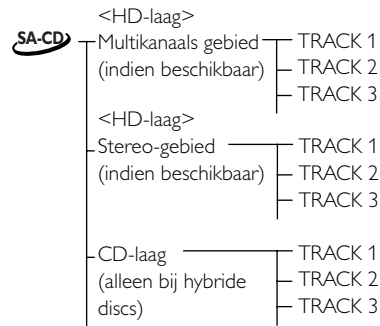 <HD-laag>
SA-CD Multikanaals gebied TRACK 1
(indien beschikbaar) TRACK 2
TRACK 3
<HD-laag>
Stereo-gebied TRACK 1
(indien beschikbaar) TRACK 2
TRACK 3
CD-laag TRACK 1
(alleen bij hybride TRACK 2
discs) TRACK 3